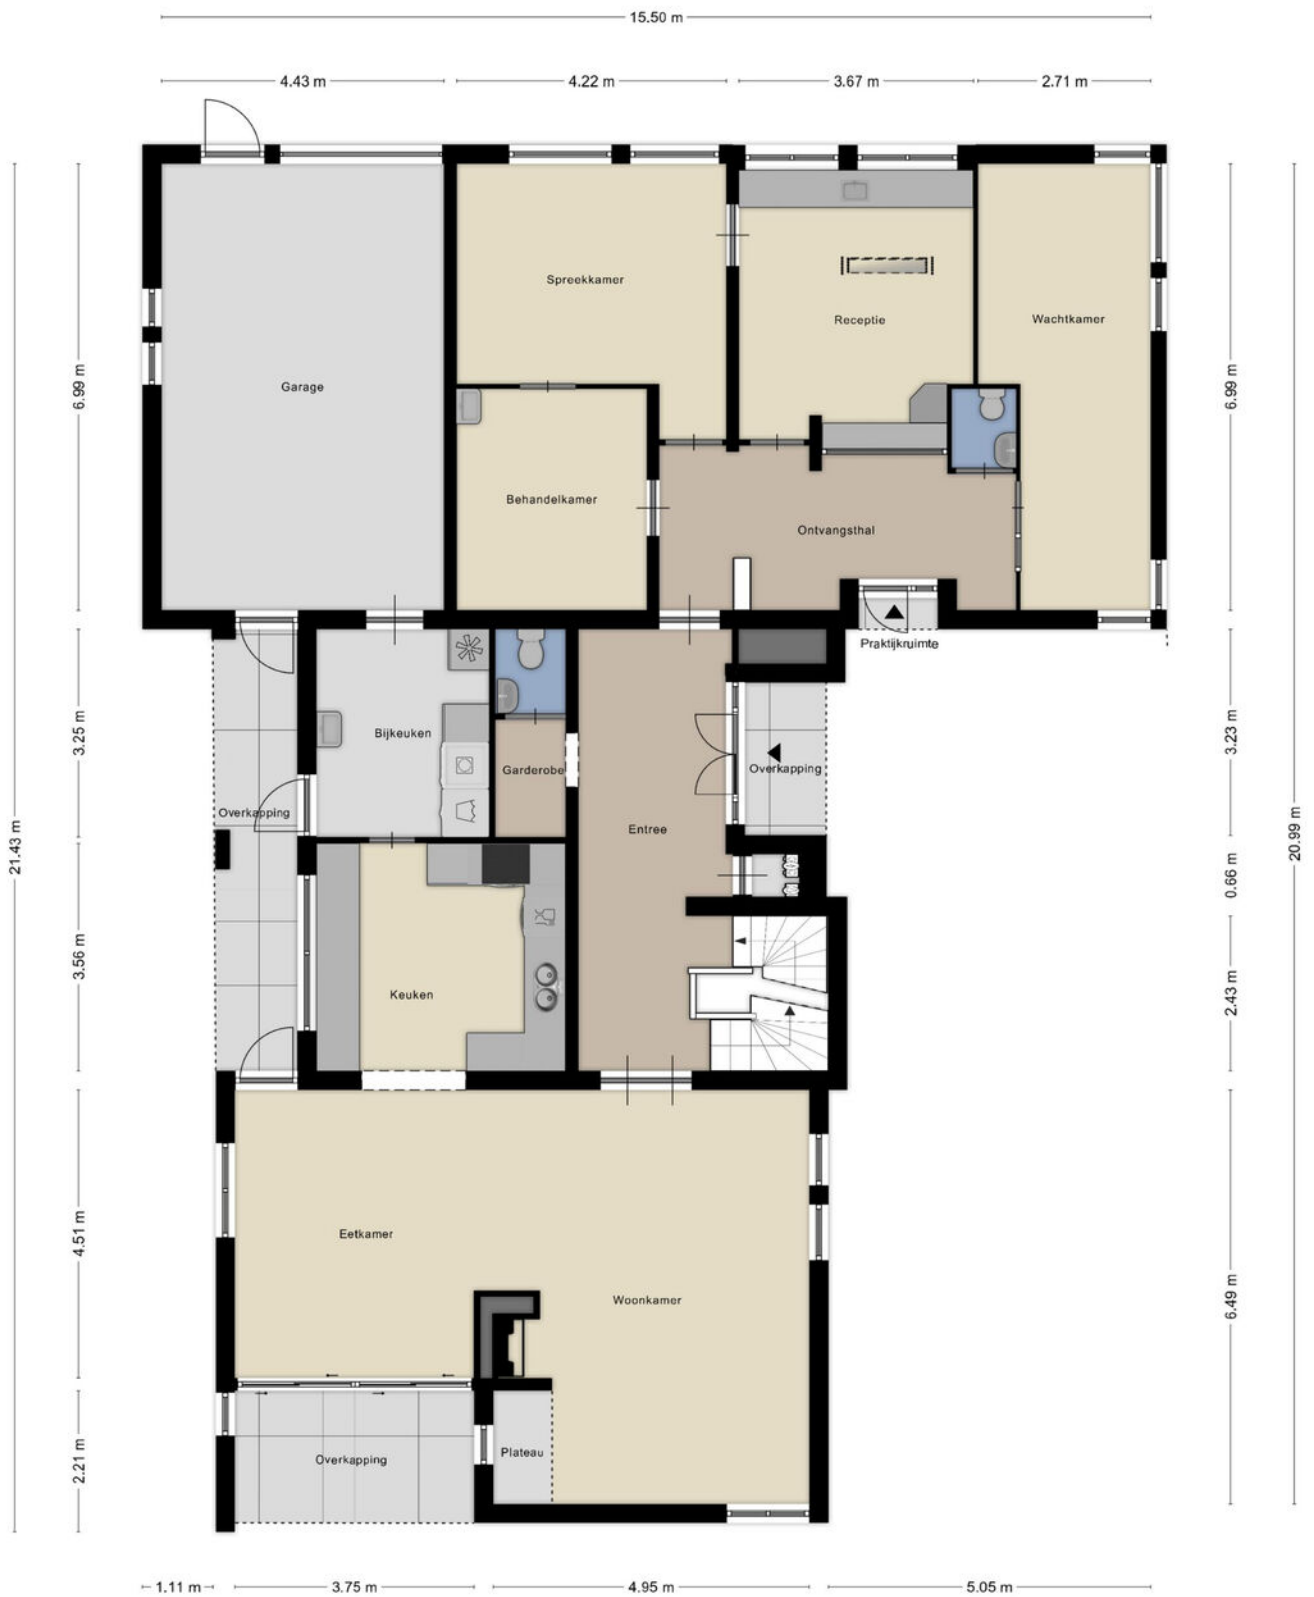 15.50 m
4.43 m
4.22 m
3.67 m
2.71 m
Spreekkamer
Receptie
Wachtkamer
Garage
6.99 m
6.99 m
Behandelkamer
Ontvangsthal
Praktijkruimte
Bijkeuken
3.25 m
3.23 m
Garderobe
Overkapping
Overkapping
Entree
21.43 m
20.99 m
0.66 m
3.56 m
Keuken
2.43 m
4.51 m
Eetkamer
Woonkamer
6.49 m
Plateau
Overkapping
2.21 m
1.11 m
3.75 m
4.95 m
5.05 m